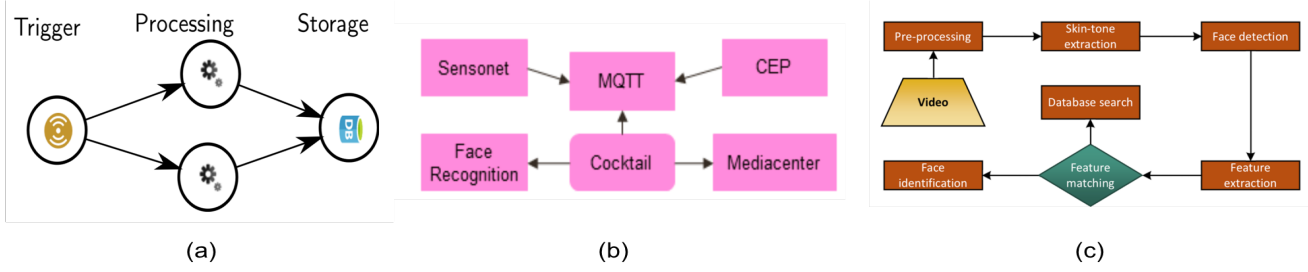 Trigger
Processing
Storage
DB
(a)
Sensonet
MQTT
CEP
Face
Recognition
Cocktail
Mediacenter
(b)
Pre-processing
Skin-tone
extraction
Face detection
Video
Database search
Face
identification
Feature
matching
Feature
extraction
(c)